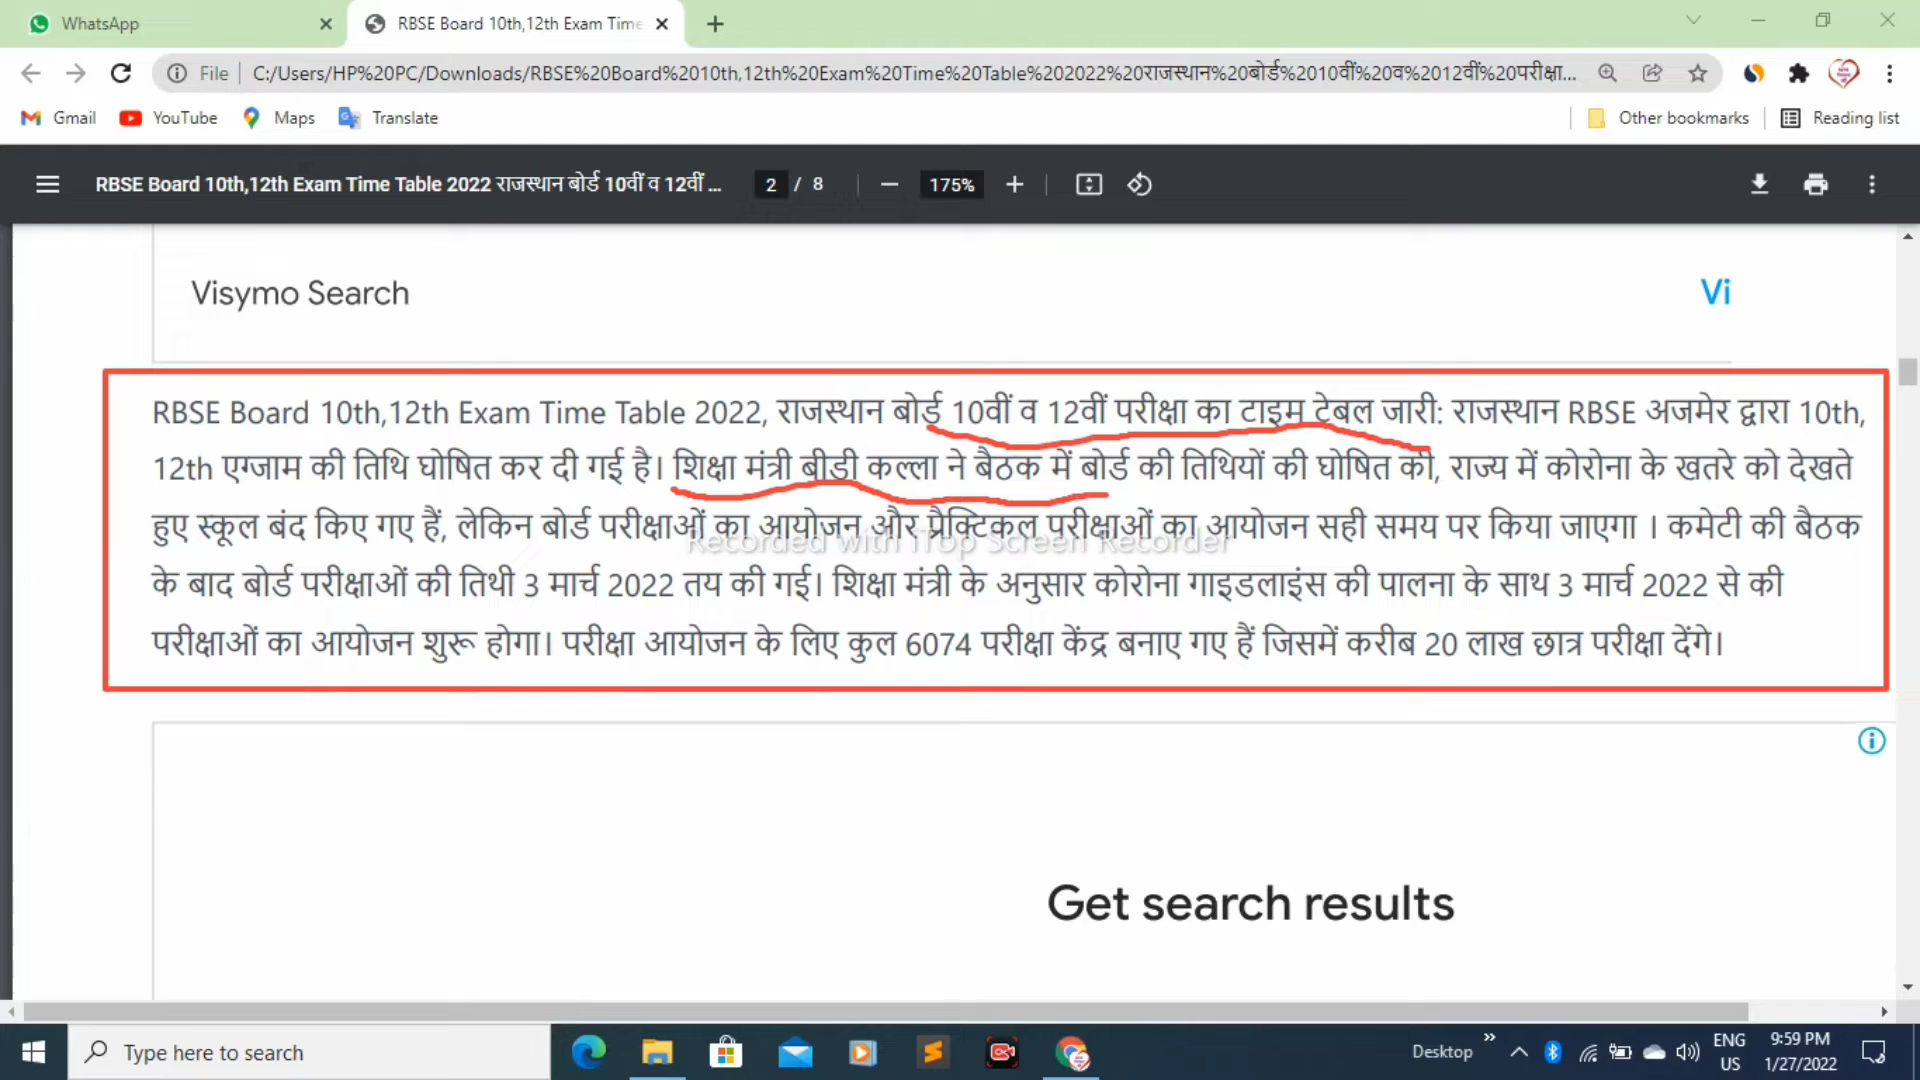 WhatsApp
RBSE Board 10th,12th Exam Time
File
C:/Users/HP%20PC/Downloads/RBSE%20Board%2010th,12th%20Exam%20Time%20Table%202022%20राजस्थान%20बोर्ड%2010वीं%20व%2012वीं%20परीक्षा...
Gmail YouTube Maps Translate Other bookmarks Reading list
RBSE Board 10th,12th Exam Time Table 2022 राजस्थान बोर्ड 10वीं व 12वीं ... 2 / 8 175%
Visymo Search Vi
RBSE Board 10th,12th Exam Time Table 2022, राजस्थान बोर्ड 10वीं व 12वीं परीक्षा का टाइम टेबल जारी: राजस्थान RBSE अजमेर द्वारा 10th,
12th एग्जाम की तिथि घोषित कर दी गई है। शिक्षा मंत्री बीडी कल्ला ने बैठक में बोर्ड की तिथियों की घोषित की, राज्य में कोरोना के खतरे को देखते
हुए स्कूल बंद किए गए हैं, लेकिन बोर्ड परीक्षाओं का आयोजन और प्रैक्टिकल परीक्षाओं का आयोजन सही समय पर किया जाएगा । कमेटी की बैठक
Recorded with iTop Screen Recorder
के बाद बोर्ड परीक्षाओं की तिथी 3 मार्च 2022 तय की गई। शिक्षा मंत्री के अनुसार कोरोना गाइडलाइंस की पालना के साथ 3 मार्च 2022 से की
परीक्षाओं का आयोजन शुरू होगा। परीक्षा आयोजन के लिए कुल 6074 परीक्षा केंद्र बनाए गए हैं जिसमें करीब 20 लाख छात्र परीक्षा देंगे।
Get search results
Type here to search
Desktop
ENG
US
9:59 PM
1/27/2022